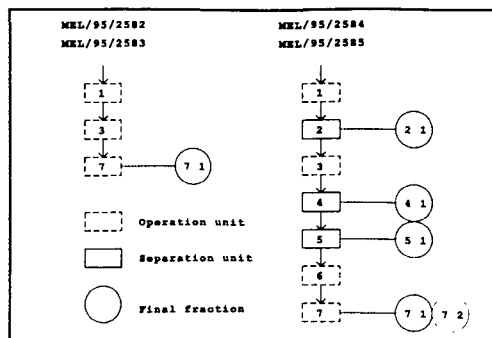 MEL/95/2582
MEL/95/2583
1
3
7
7 1
Operation unit
Separation unit
Final fraction
MEL/95/2584
MEL/95/2585
1
2
2 1
3
4
4 1
5
5 1
6
7
7 1
7 2